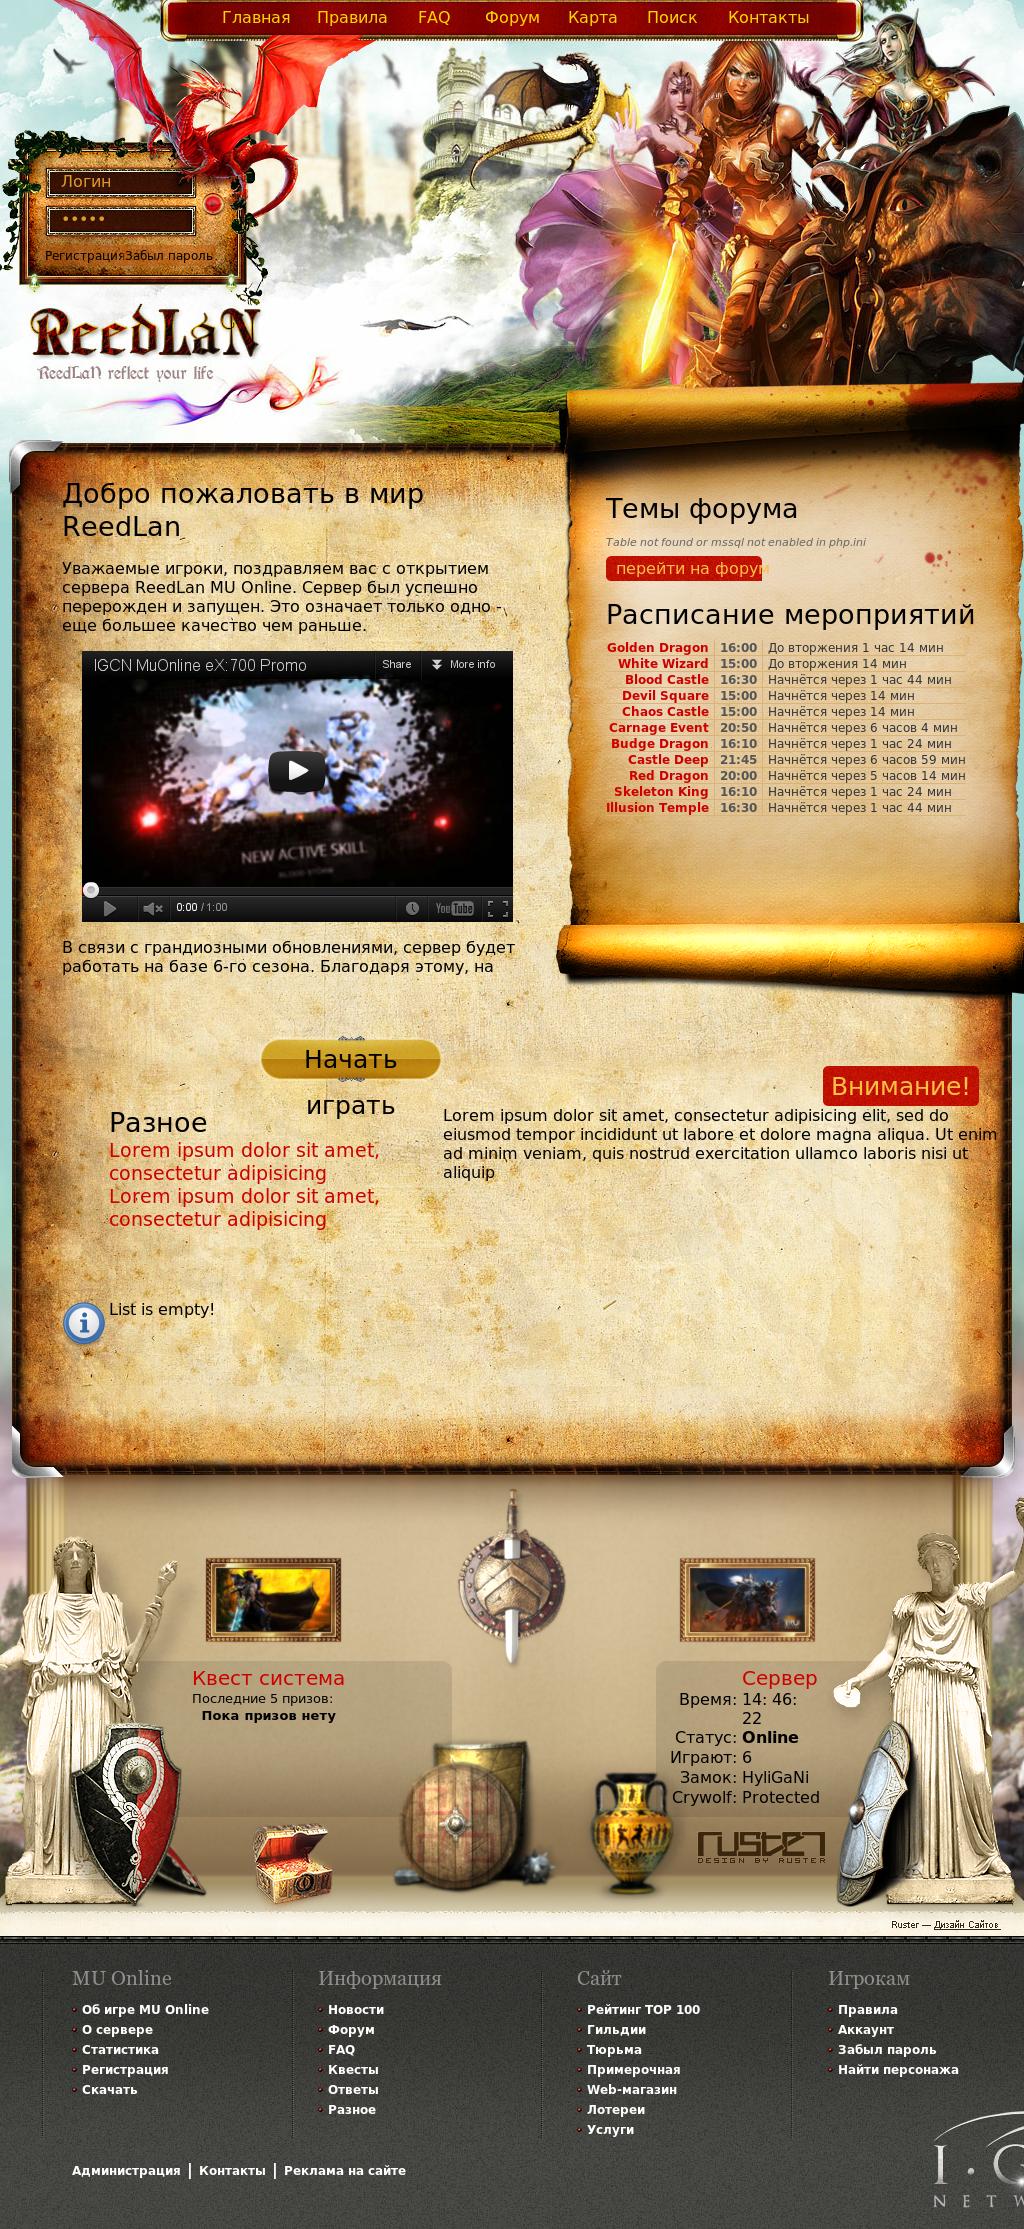 Главная Правила FAQ Форум Карта Поиск Контакты
Логин
•••••
РегистрацияЗабыл пароль
ReedLaN
ReedLaN reflect your life
Добро пожаловать в мир
ReedLan
Уважаемые игроки, поздравляем вас с открытием
сервера ReedLan MU Online. Сервер был успешно
перерожден и запущен. Это означает только одно -
еще большее качество чем раньше.
IGCN MuOnline eX: 700 Promo
Share
More info
NEW ACTIVE SKILL
0:00 / 1:00
YouTube
В связи с грандиозными обновлениями, сервер будет
работать на базе 6-го сезона. Благодаря этому, на
Темы форума
Table not found or mssql not enabled in php.ini
перейти на форум
Расписание мероприятий
Golden Dragon 16:00 До вторжения 1 час 14 мин
White Wizard 15:00 До вторжения 14 мин
Blood Castle 16:30 Начнётся через 1 час 44 мин
Devil Square 15:00 Начнётся через 14 мин
Chaos Castle 15:00 Начнётся через 14 мин
Carnage Event 20:50 Начнётся через 6 часов 4 мин
Budge Dragon 16:10 Начнётся через 1 час 24 мин
Castle Deep 21:45 Начнётся через 6 часов 59 мин
Red Dragon 20:00 Начнётся через 5 часов 14 мин
Skeleton King 16:10 Начнётся через 1 час 24 мин
Illusion Temple 16:30 Начнётся через 1 час 44 мин
Начать
играть
Внимание!
Разное
Lorem ipsum dolor sit amet,
consectetur adipisicing
Lorem ipsum dolor sit amet,
consectetur adipisicing
Lorem ipsum dolor sit amet, consectetur adipisicing elit, sed do
eiusmod tempor incididunt ut labore et dolore magna aliqua. Ut enim
ad minim veniam, quis nostrud exercitation ullamco laboris nisi ut
aliquip
List is empty!
Квест система
Последние 5 призов:
Пока призов нету
Сервер
Время: 14: 46:
22
Статус: Online
Играют: 6
Замок: HyliGaNi
Crywolf: Protected
ruster
DESIGN BY RUSTER
Ruster — Дизайн Сайтов
MU Online
Об игре MU Online
О сервере
Статистика
Регистрация
Скачать
Информация
Новости
Форум
FAQ
Квесты
Ответы
Разное
Сайт
Рейтинг TOP 100
Гильдии
Тюрьма
Примерочная
Web-магазин
Лотереи
Услуги
Игрокам
Правила
Аккаунт
Забыл пароль
Найти персонажа
Администрация | Контакты | Реклама на сайте
I.G
NETW